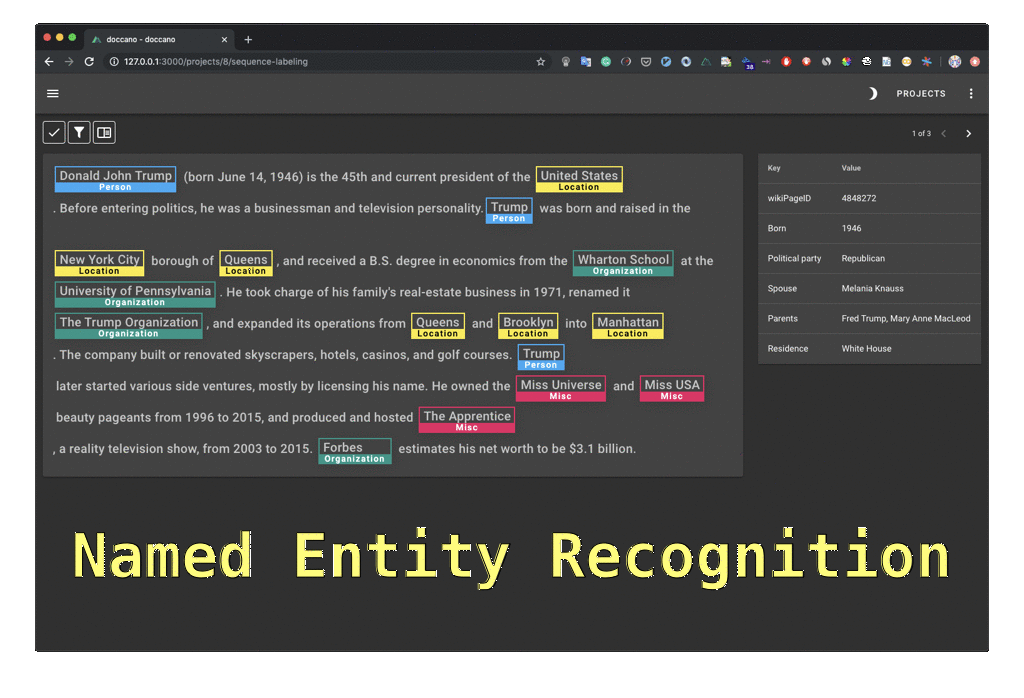 doccano - doccano
127.0.0.1:3000/projects/8/sequence-labeling
38
PROJECTS
1 of 3
Donald John Trump (born June 14, 1946) is the 45th and current president of the United States
Person Location
. Before entering politics, he was a businessman and television personality. Trump was born and raised in the
Person
New York City borough of Queens , and received a B.S. degree in economics from the Wharton School at the
Location Location Organization
University of Pennsylvania . He took charge of his family's real-estate business in 1971, renamed it
Organization
The Trump Organization , and expanded its operations from Queens and Brooklyn into Manhattan
Organization Location Location Location
. The company built or renovated skyscrapers, hotels, casinos, and golf courses. Trump
Person
later started various side ventures, mostly by licensing his name. He owned the Miss Universe and Miss USA
Misc Misc
beauty pageants from 1996 to 2015, and produced and hosted The Apprentice
Misc
, a reality television show, from 2003 to 2015. Forbes estimates his net worth to be $3.1 billion.
Organization
Key Value
wikiPageID 4848272
Born 1946
Political party Republican
Spouse Melania Knauss
Parents Fred Trump, Mary Anne MacLeod
Residence White House
Named Entity Recognition